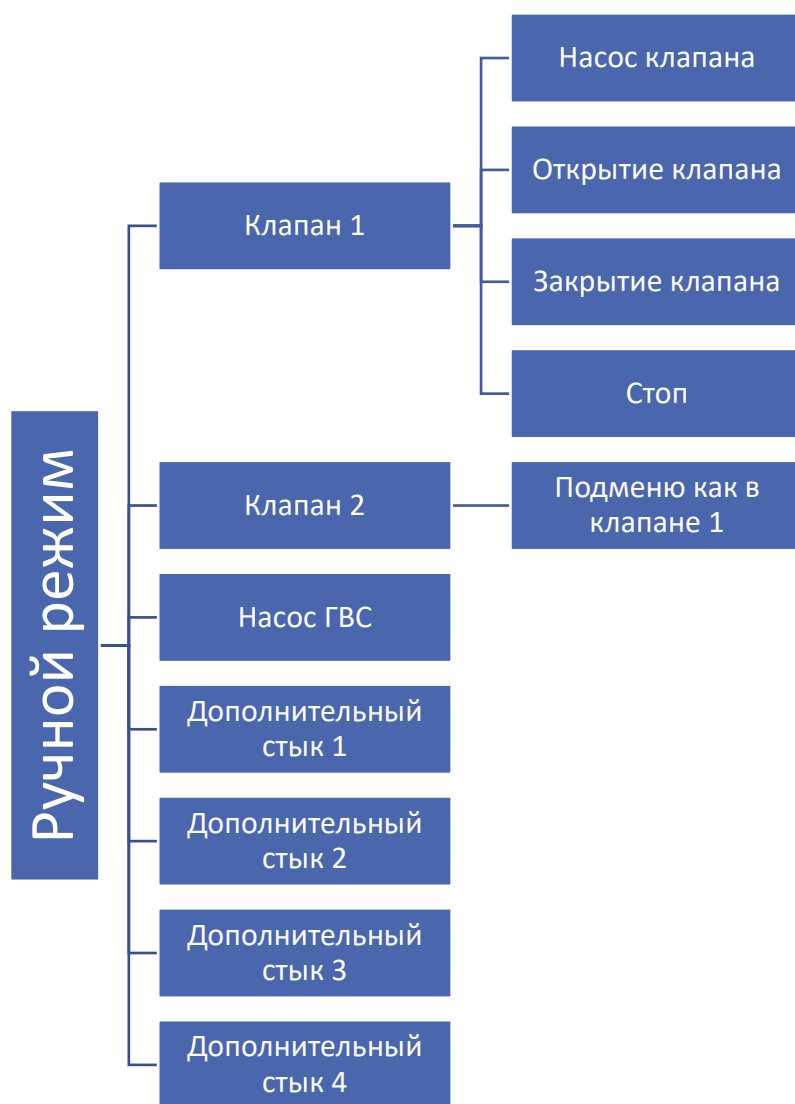 Ручной режим
Клапан 1
Насос клапана
Открытие клапана
Закрытие клапана
Стоп
Клапан 2
Подменю как в
клапане 1
Насос ГВС
Дополнительный
стык 1
Дополнительный
стык 2
Дополнительный
стык 3
Дополнительный
стык 4